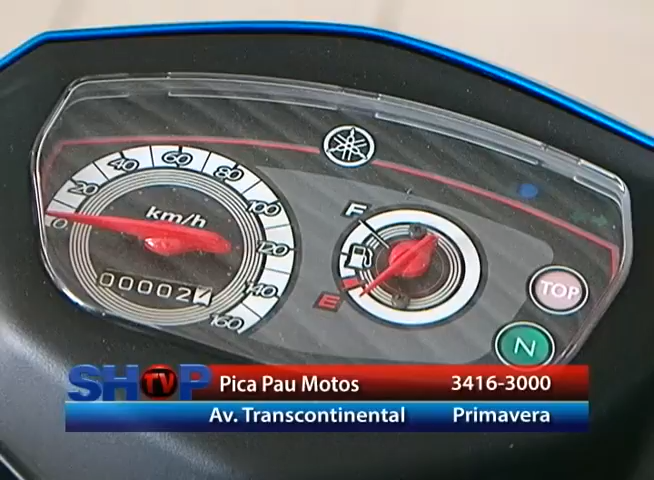 0 20 40 60 80 100 120 140 160
km/h
00002
F
E
TOP
N
SHOP TV
Pica Pau Motos 3416-3000
Av. Transcontinental Primavera